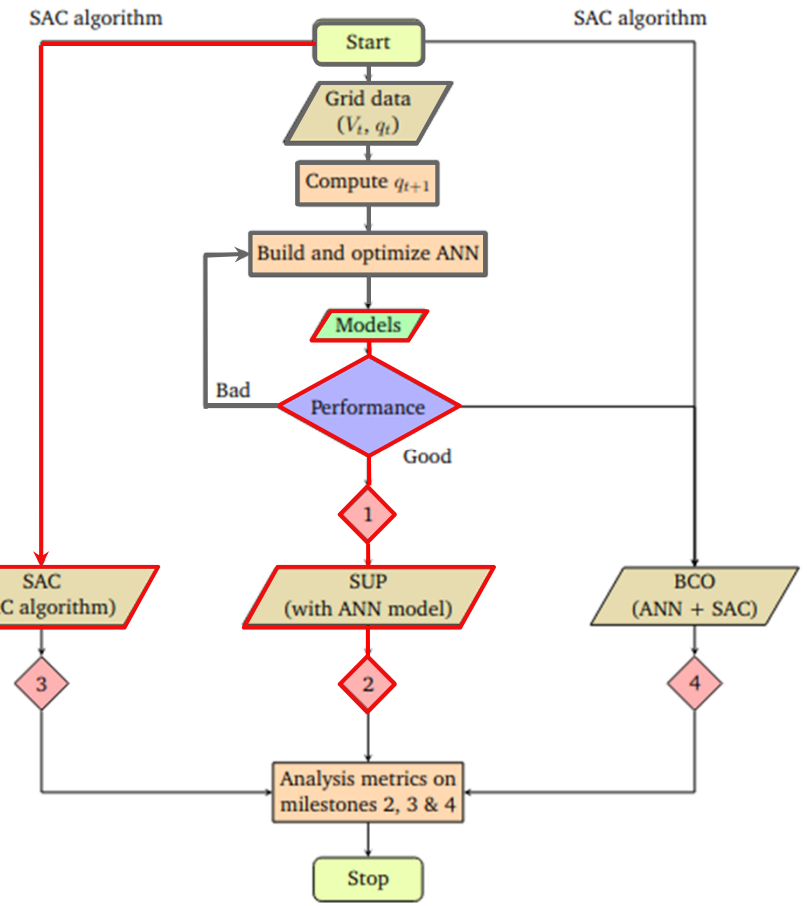 SAC algorithm
SAC algorithm
Start
Grid data
(Vₜ, qₜ)
Compute qₜ₊₁
Build and optimize ANN
Models
Bad
Performance
Good
1
SAC
C algorithm)
SUP
(with ANN model)
BCO
(ANN + SAC)
3
2
4
Analysis metrics on
milestones 2, 3 & 4
Stop